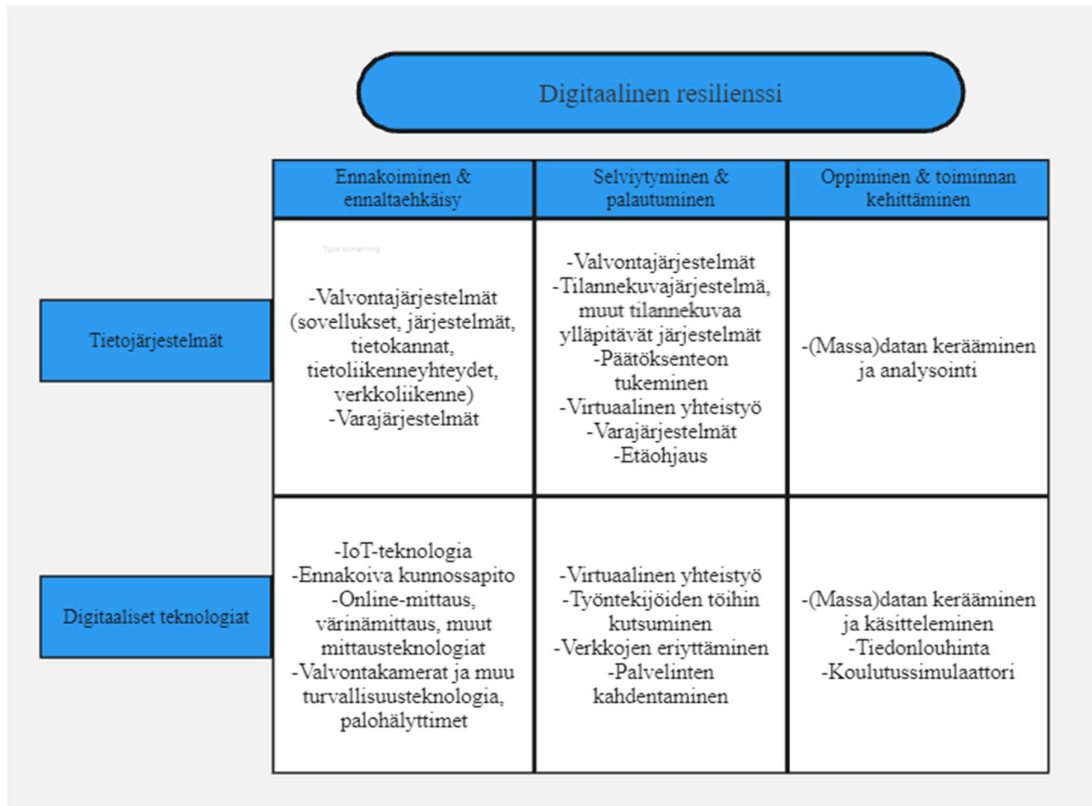 Digitaalinen resilienssi
Ennakoiminen &
ennaltaehkäisy
Selviytyminen &
palautuminen
Oppiminen & toiminnan
kehittäminen
Tietojärjestelmät
Type something
-Valvontajärjestelmät
(sovellukset, järjestelmät,
tietokannat,
tietoliikenneyhteydet,
verkkoliikenne)
-Varajärjestelmät
-Valvontajärjestelmät
-Tilannekuvajärjestelmä,
muut tilannekuvaa
ylläpitävät järjestelmät
-Päätöksenteon
tukeminen
-Virtuaalinen yhteistyö
-Varajärjestelmät
-Etäohjaus
-(Massa)datan kerääminen
ja analysointi
Digitaaliset teknologiat
-IoT-teknologia
-Ennakoiva kunnossapito
-Online-mittaus,
värinämittaus, muut
mittausteknologiat
-Valvontakamerat ja muu
turvallisuusteknologia,
palohälyttimet
-Virtuaalinen yhteistyö
-Työntekijöiden töihin
kutsuminen
-Verkkojen eriyttäminen
-Palvelinten
kahdentaminen
-(Massa)datan kerääminen
ja käsitteleminen
-Tiedonlouhinta
-Koulutussimulaattori